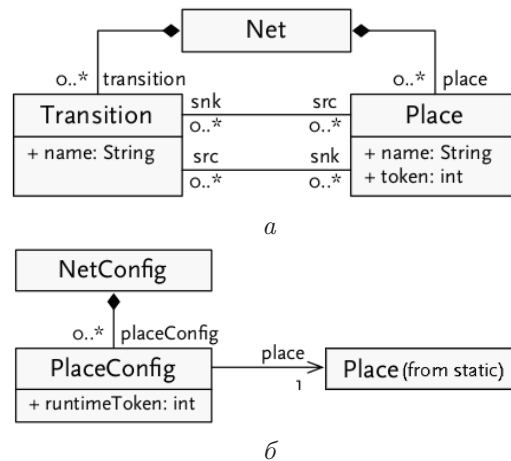 Net
0..* transition
0..* place
Transition
+ name: String
snk
0..*
src
0..*
src
0..*
snk
0..*
Place
+ name: String
+ token: int
а
NetConfig
0..* placeConfig
PlaceConfig
+ runtimeToken: int
place
1
Place (from static)
б